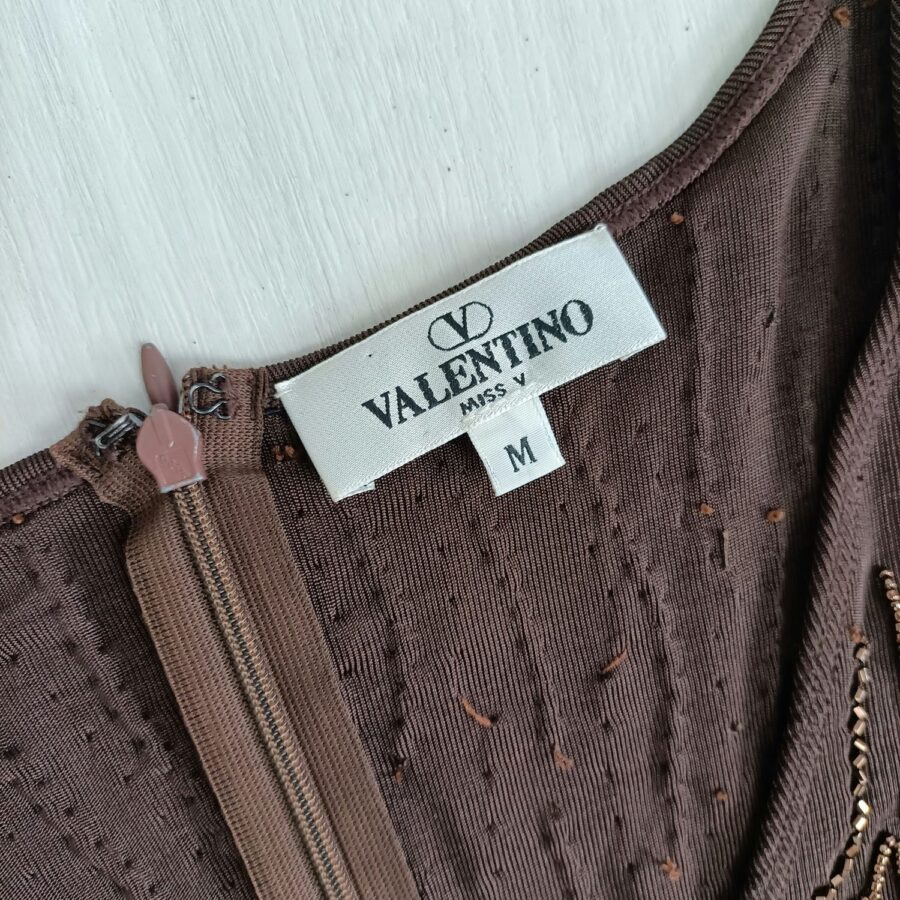 V
VALENTINO
MISS V
M